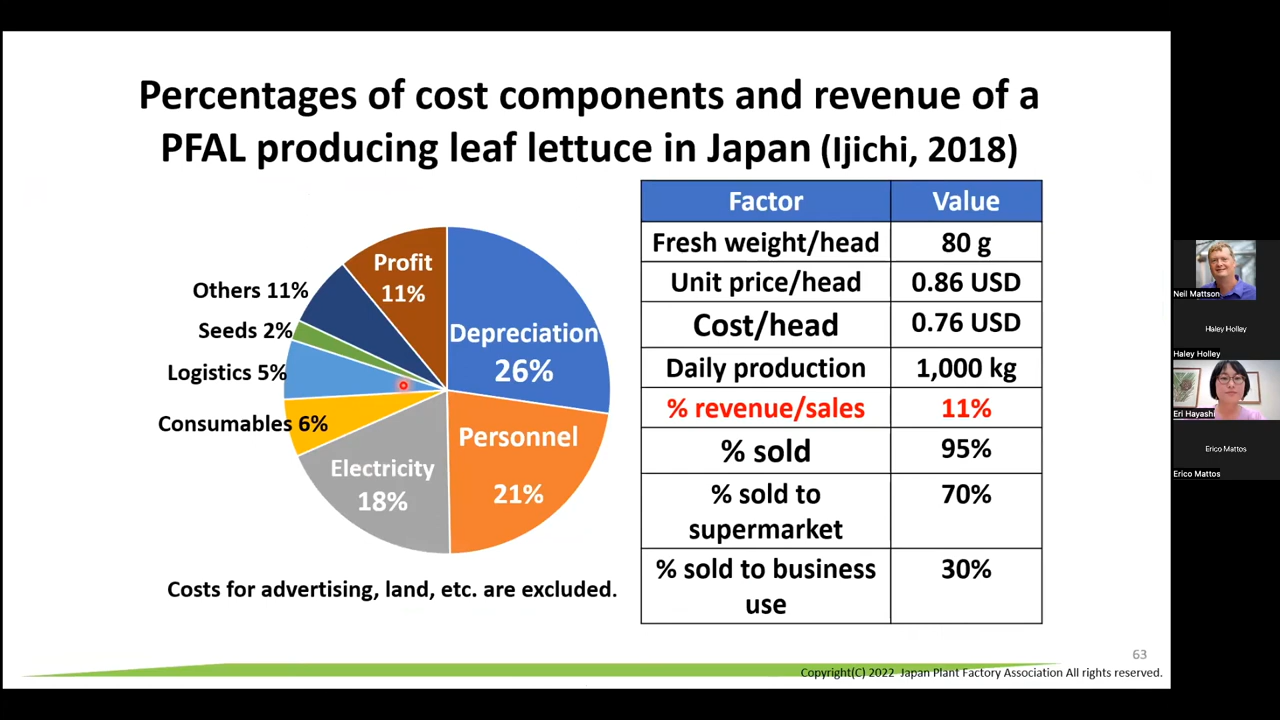 Percentages of cost components and revenue of a
PFAL producing leaf lettuce in Japan (Ijichi, 2018)
Profit
11%
Others 11%
Seeds 2%
Logistics 5%
Consumables 6%
Depreciation
26%
Personnel
21%
Electricity
18%
Costs for advertising, land, etc. are excluded.
Factor Value
Fresh weight/head 80 g
Unit price/head 0.86 USD
Cost/head 0.76 USD
Daily production 1,000 kg
% revenue/sales 11%
% sold 95%
% sold to 70%
supermarket
% sold to business 30%
use
63
Copyright(C) 2022 Japan Plant Factory Association All rights reserved.
Neil Mattson
Haley Holley
Haley Holley
Eri Hayashi
Erico Mattos
Erico Mattos